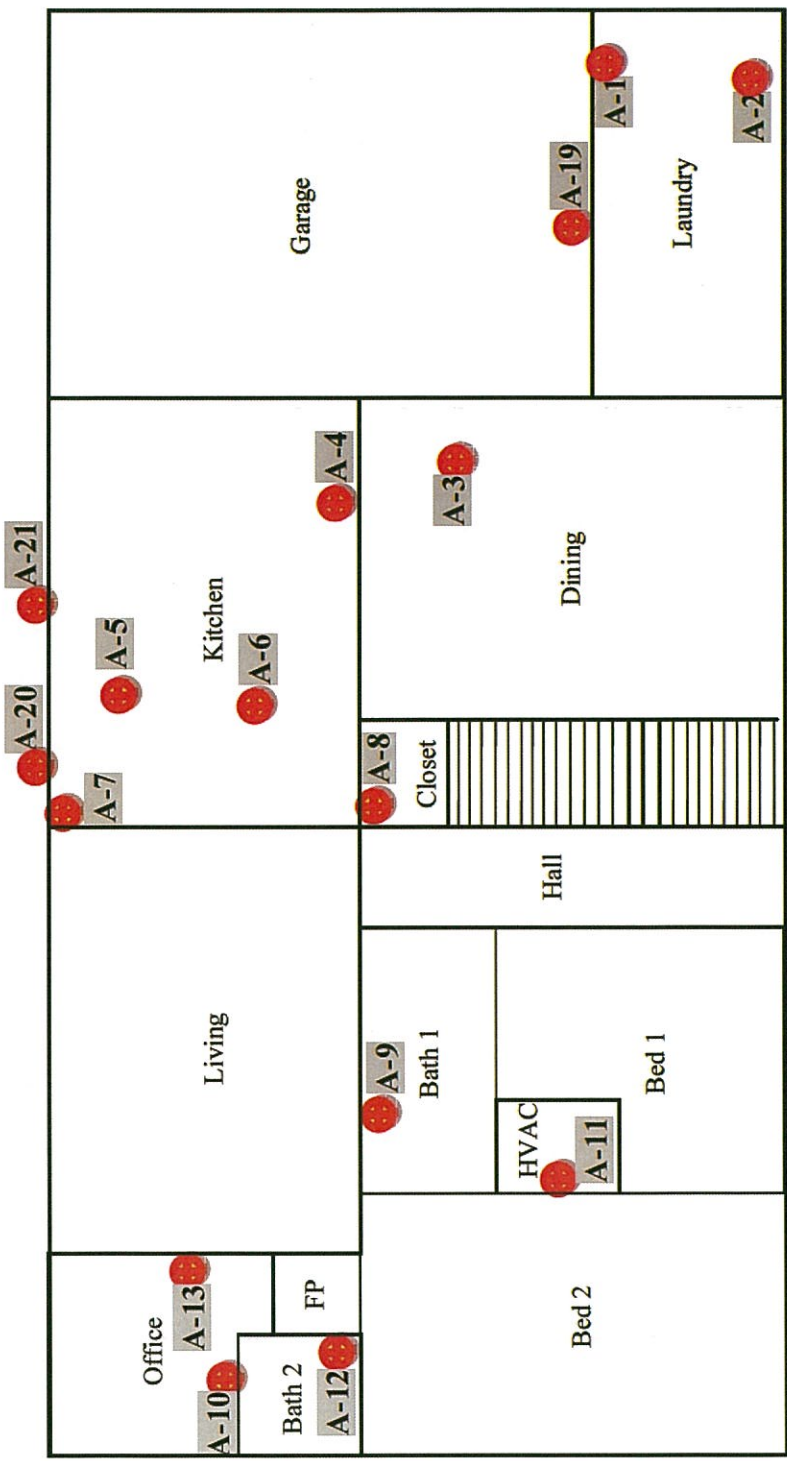 A-20
A-21
A-7
A-5
Office
A-13
A-10
Living
Kitchen
A-6
Bath 2
Garage
FP
A-12
A-4
A-9
A-8
Bath 1
Closet
A-3
HVAC
Hall
Bed 2
Dining
A-19
A-11
A-1
Bed 1
Laundry
A-2